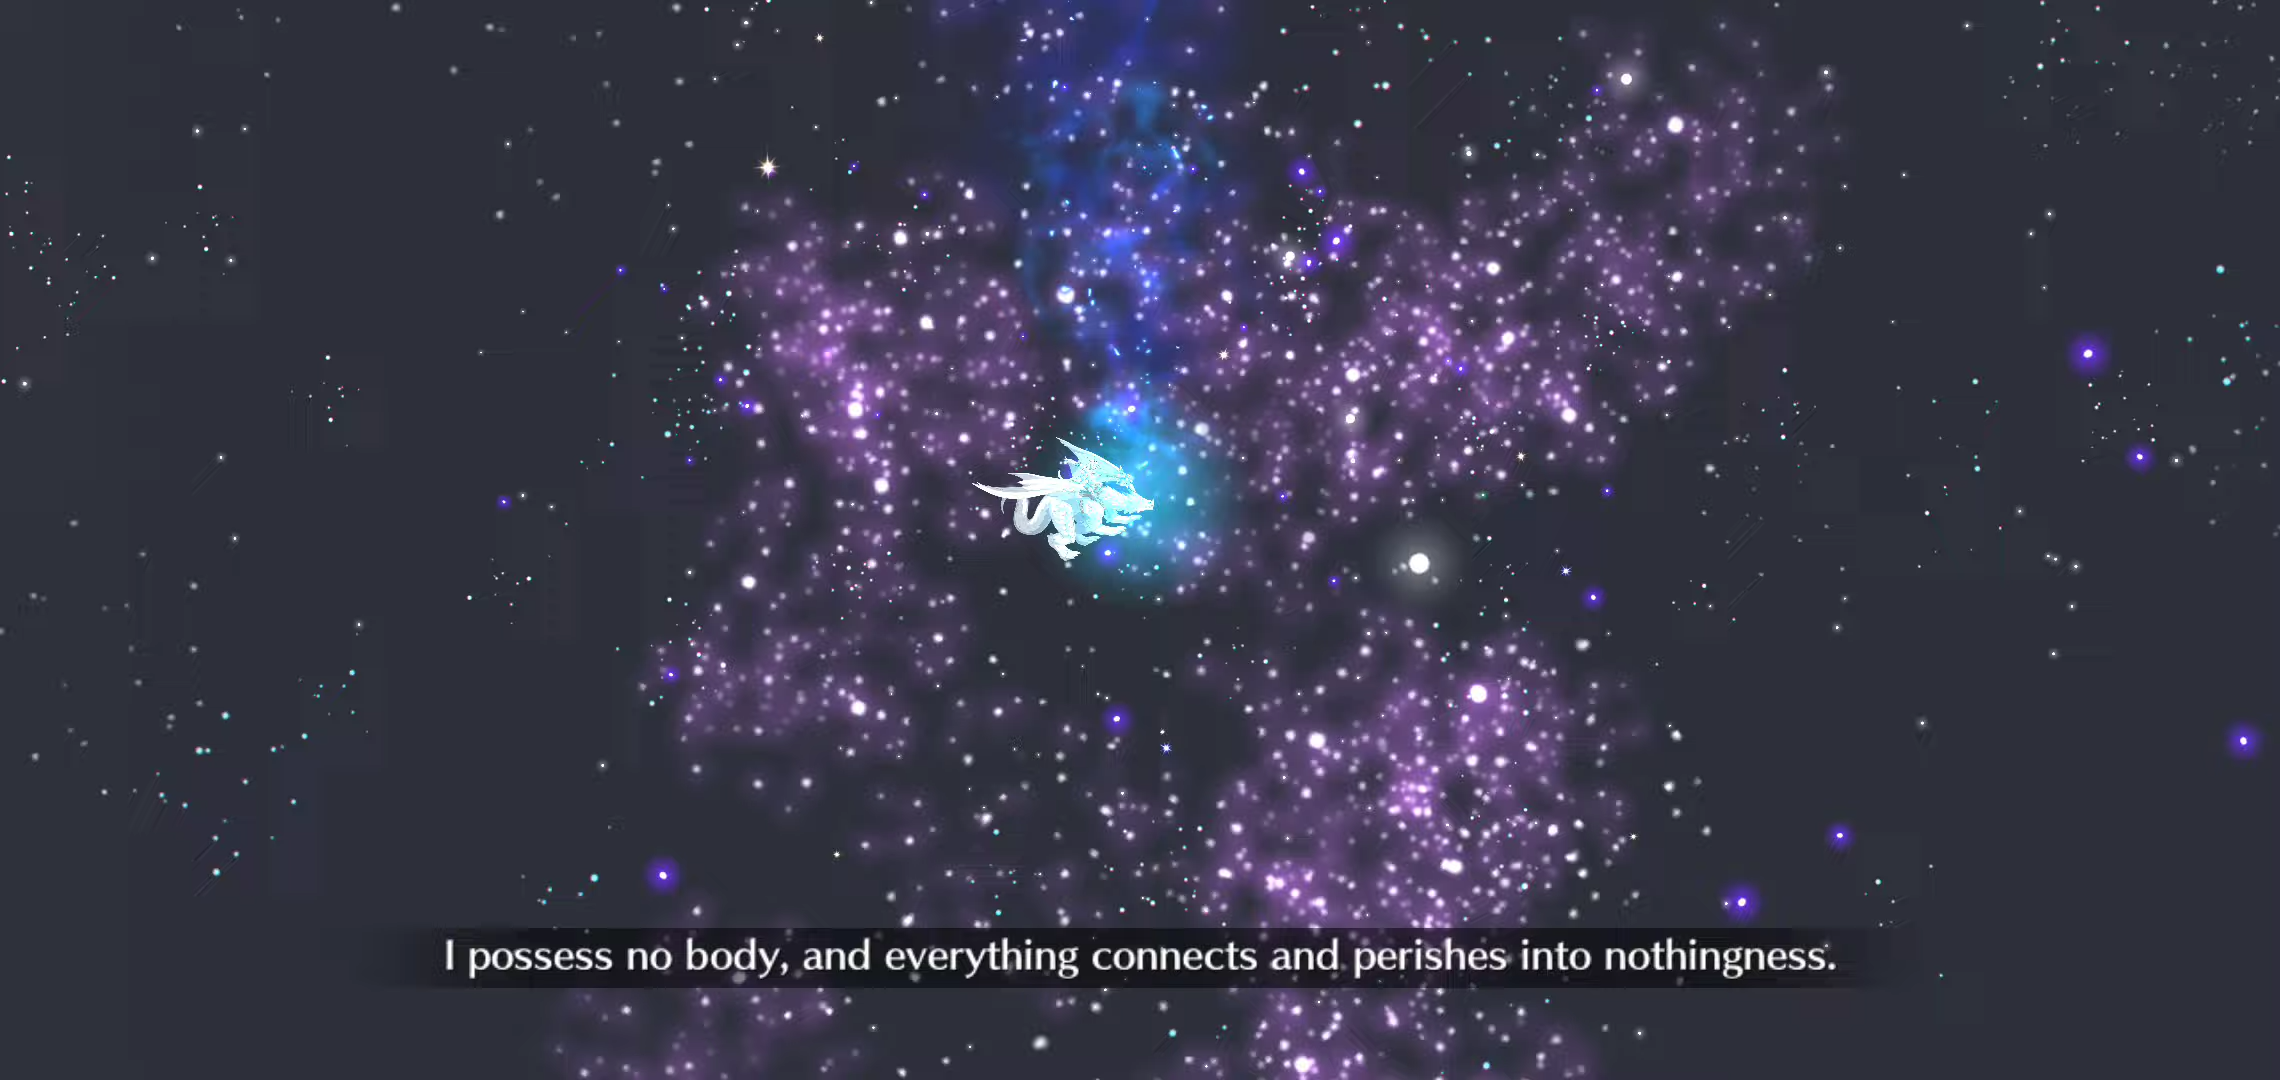 I possess no body, and everything connects and perishes into nothingness.